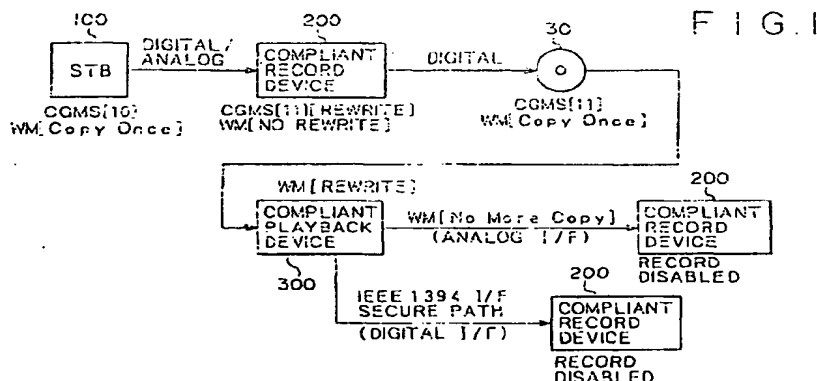 FIG.
100
STB
CGMS[10]
WM[Copy Once]
DIGITAL/
ANALOG
200
COMPLIANT
RECORD
DEVICE
CGMS[11][REWRITE]
WM[NO REWRITE]
DIGITAL
30
CGMS[11]
WM[Copy Once]
WM[REWRITE]
COMPLIANT
PLAYBACK
DEVICE
300
WM[No More Copy]
(ANALOG I/F)
200
COMPLIANT
RECORD
DEVICE
RECORD
DISABLED
IEEE 1394 I/F
SECURE PATH
(DIGITAL I/F)
200
COMPLIANT
RECORD
DEVICE
RECORD
DISABLED